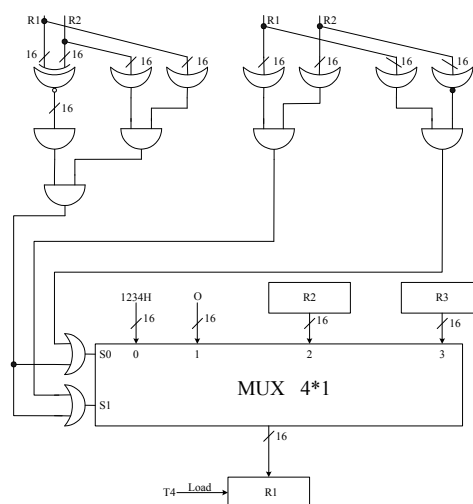 R1 R2 R1 R2
16 16 16 16 16 16 16 16
16
1234H O R2 R3
16 16 16 16
S0 0 1 2 3
MUX 4*1
S1
16
T4 Load R1